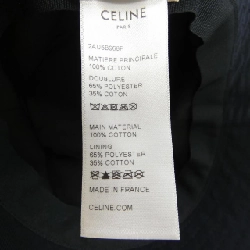 CELINE
PARIS
MATIERE PRINCIPALE
100% COTON
DOUBLURE
65% POLYESTER
35% COTON
MAIN MATERIAL
100% COTTON
LINING
65% POLYESTER
35% COTTON
MADE IN FRANCE
CELINE.COM